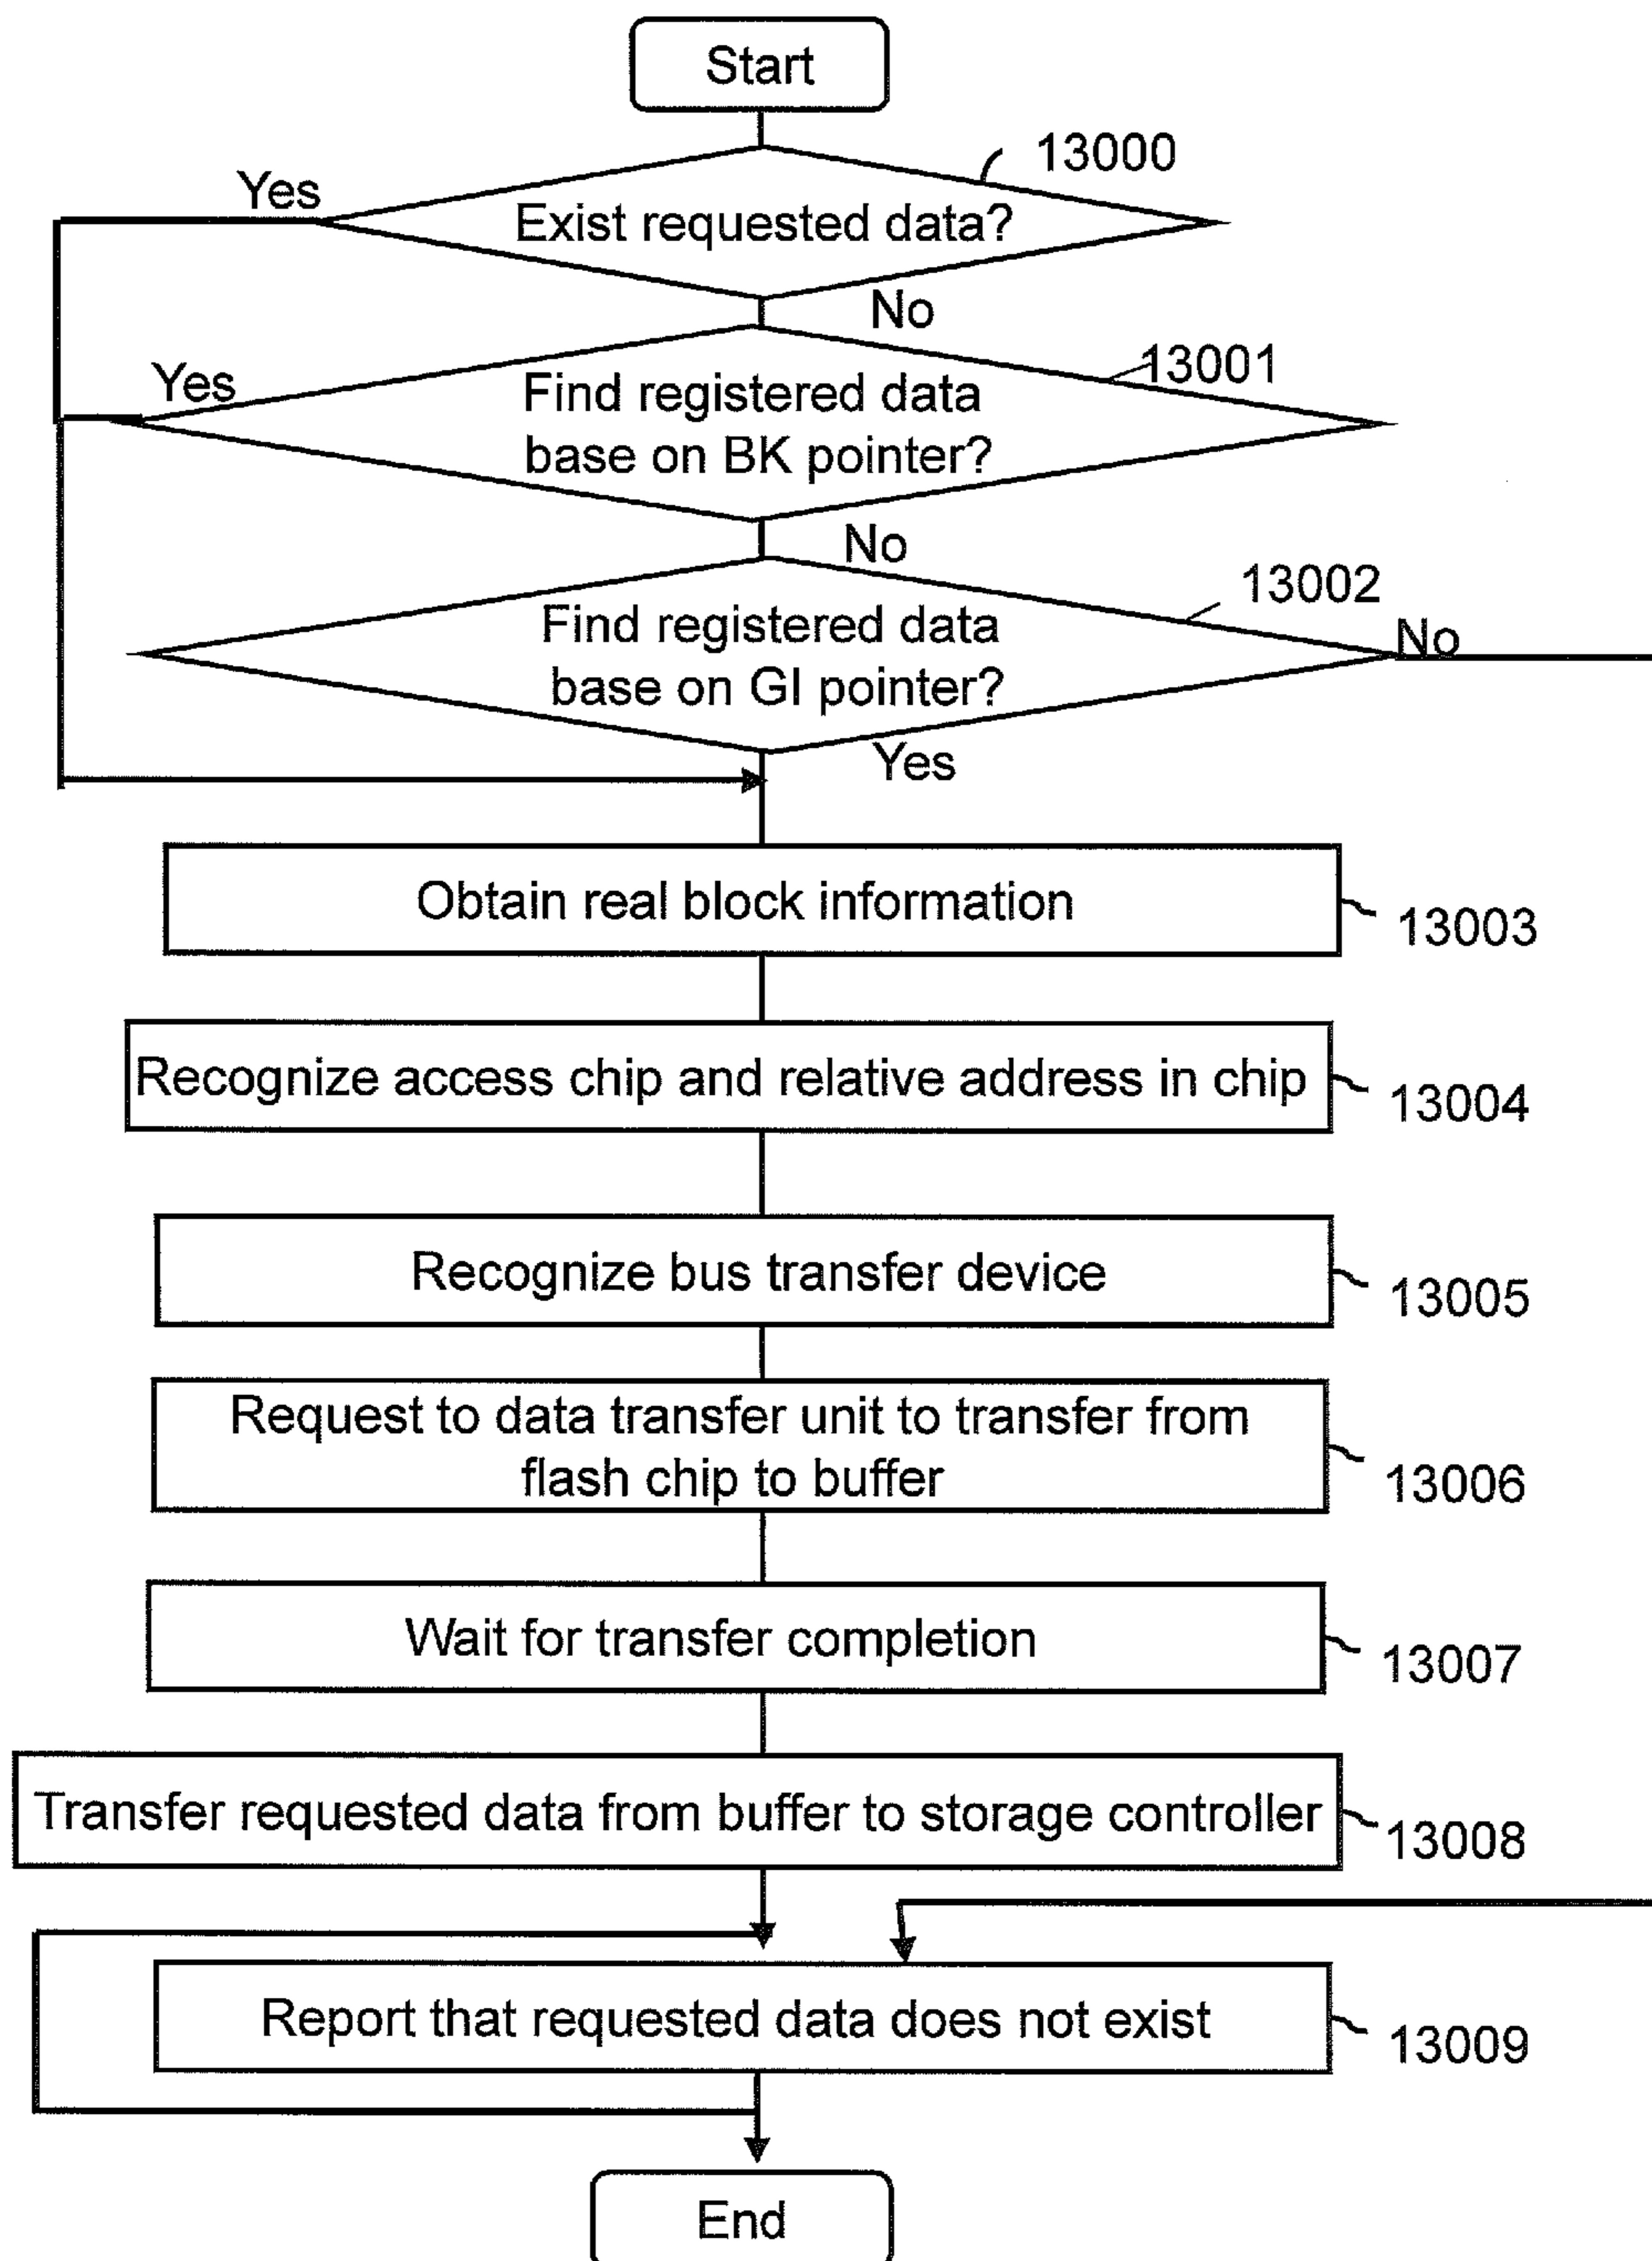 Start
13000
Yes
Exist requested data?
No
13001
Yes
Find registered data
base on BK pointer?
No
13002
Find registered data
No
base on GI pointer?
Yes
Obtain real block information
13003
Recognize access chip and relative address in chip
13004
Recognize bus transfer device
13005
Request to data transfer unit to transfer from
flash chip to buffer
13006
Wait for transfer completion
13007
Transfer requested data from buffer to storage controller
13008
Report that requested data does not exist
13009
End